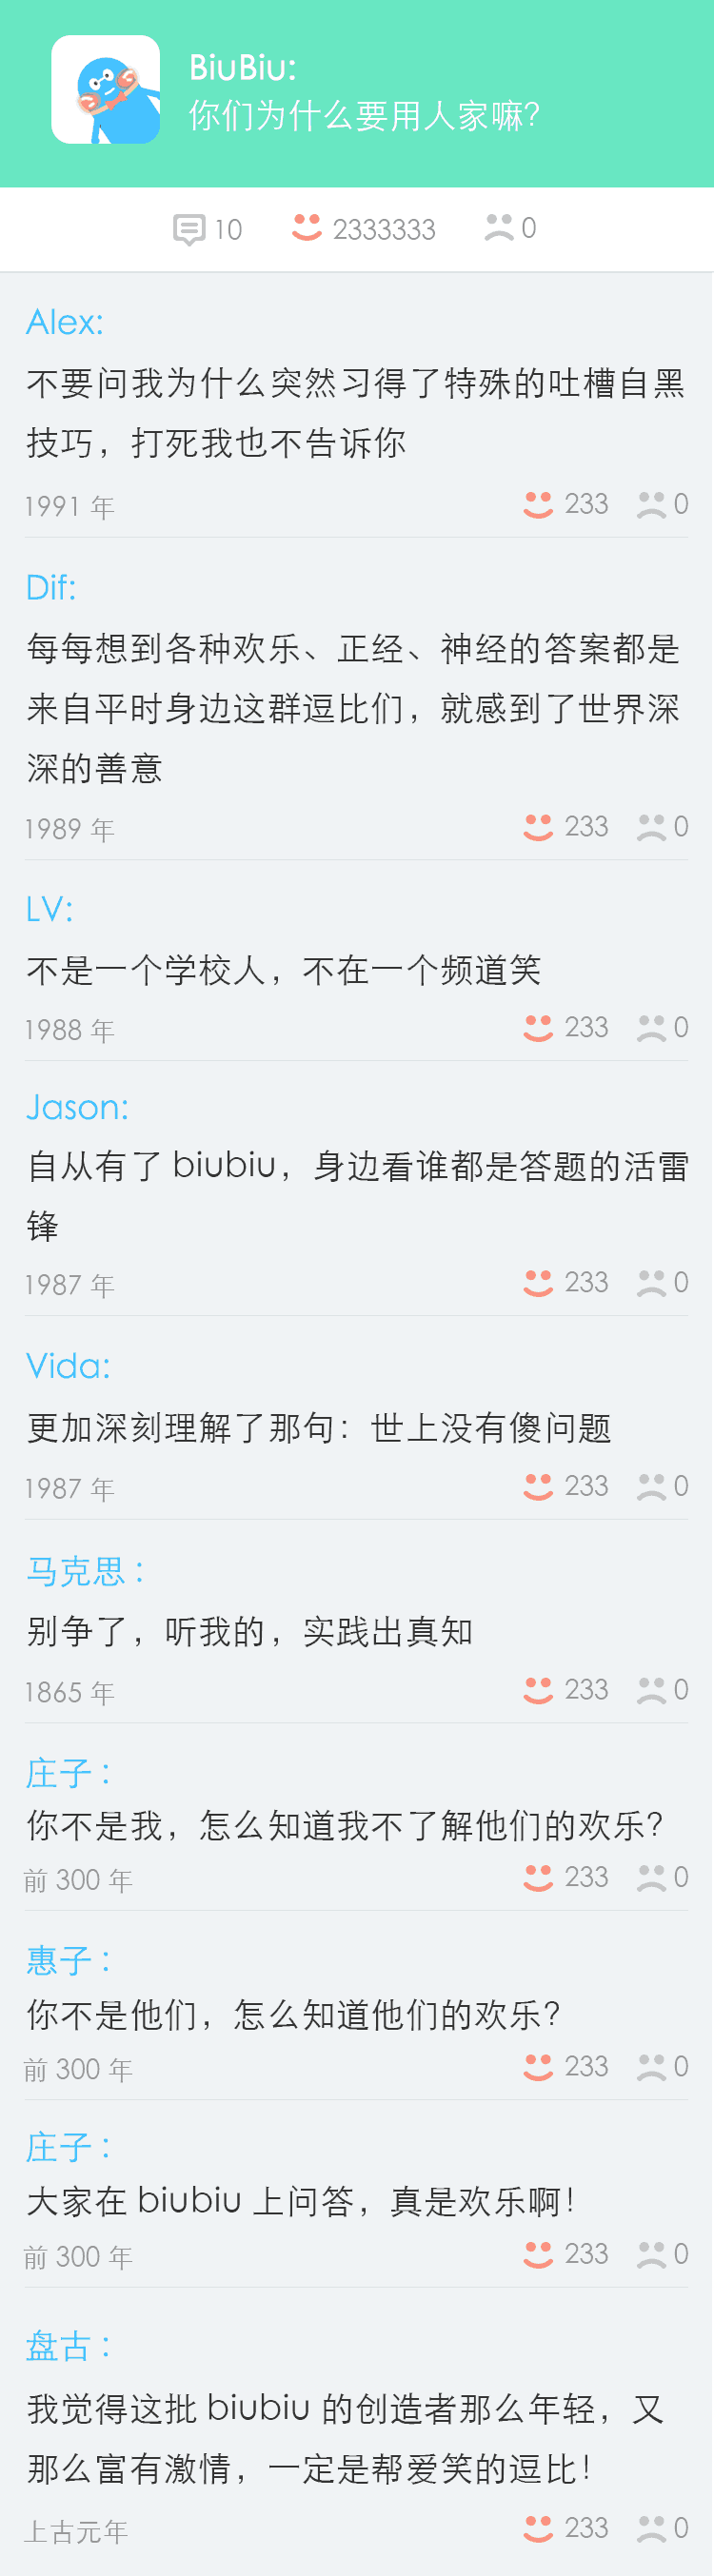 BiuBiu:
你们为什么要用人家嘛?
10 2333333 0
Alex:
不要问我为什么突然习得了特殊的吐槽自黑
技巧，打死我也不告诉你
1991 年 233 0
Dif:
每每想到各种欢乐、正经、神经的答案都是
来自平时身边这群逗比们，就感到了世界深
深的善意
1989 年 233 0
LV:
不是一个学校人，不在一个频道笑
1988 年 233 0
Jason:
自从有了 biubiu，身边看谁都是答题的活雷
锋
1987 年 233 0
Vida:
更加深刻理解了那句：世上没有傻问题
1987 年 233 0
马克思：
别争了，听我的，实践出真知
1865 年 233 0
庄子：
你不是我，怎么知道我不了解他们的欢乐?
前 300 年 233 0
惠子：
你不是他们，怎么知道他们的欢乐?
前 300 年 233 0
庄子：
大家在 biubiu 上问答，真是欢乐啊！
前 300 年 233 0
盘古：
我觉得这批 biubiu 的创造者那么年轻，又
那么富有激情，一定是帮爱笑的逗比！
上古元年 233 0